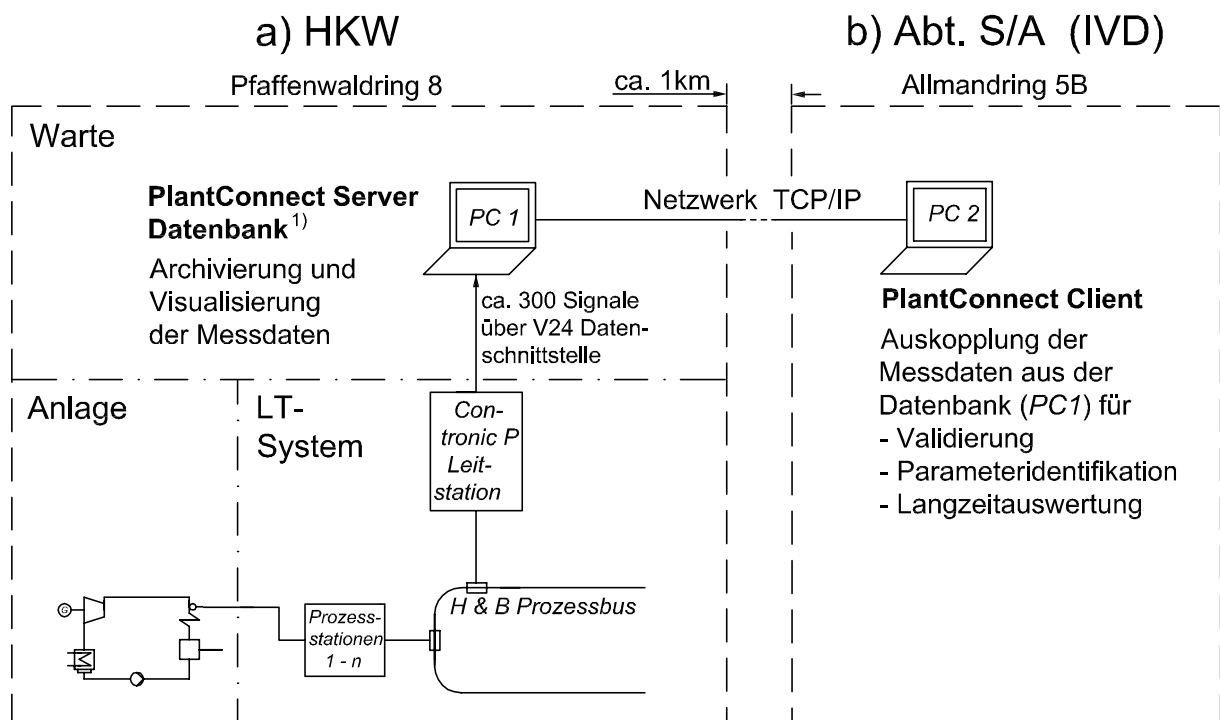 a) HKW
b) Abt. S/A (IVD)
Pfaffenwaldring 8
ca. 1km
Allmandring 5B
Warte
PlantConnect Server
Datenbank 1)
Archivierung und
Visualisierung
der Messdaten
PC 1
Netzwerk TCP/IP
PC 2
ca. 300 Signale
über V24 Daten-
schnittstelle
PlantConnect Client
Auskopplung der
Messdaten aus der
Datenbank (PC1) für
- Validierung
- Parameteridentifikation
- Langzeitauswertung
Anlage
LT-
System
Con-
tronic P
Leit-
station
H & B Prozessbus
G
Prozess-
stationen
1 - n